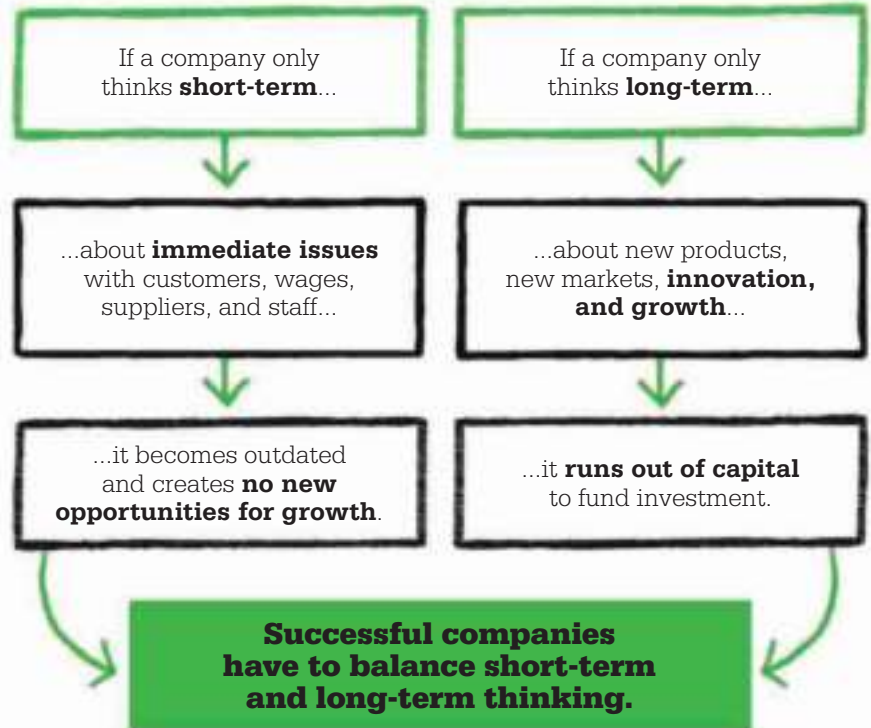 If a company only
thinks short-term...
...about immediate issues
with customers, wages,
suppliers, and staff...
...it becomes outdated
and creates no new
opportunities for growth.
If a company only
thinks long-term...
...about new products,
new markets, innovation,
and growth...
...it runs out of capital
to fund investment.
Successful companies
have to balance short-term
and long-term thinking.